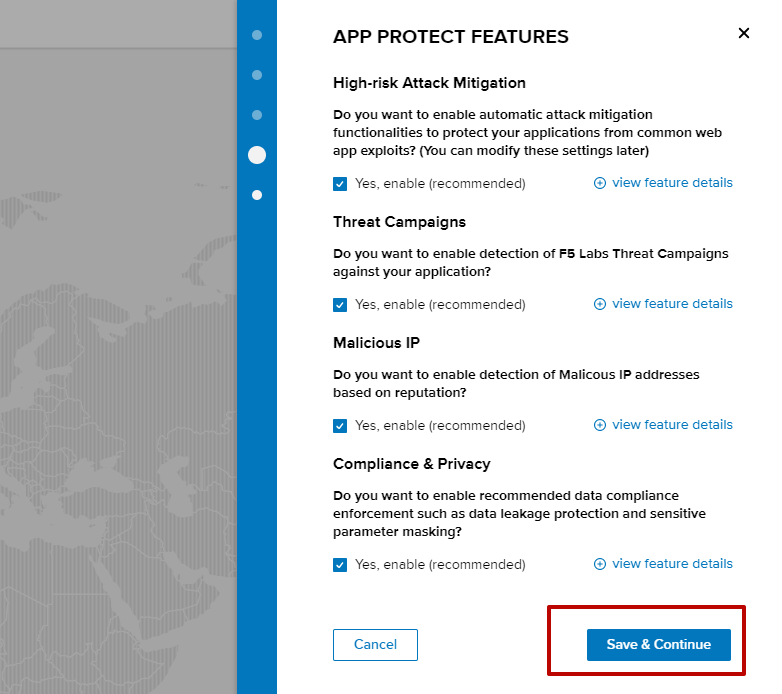 APP PROTECT FEATURES
High-risk Attack Mitigation
Do you want to enable automatic attack mitigation
functionalities to protect your applications from common web
app exploits? (You can modify these settings later)
Yes, enable (recommended)
view feature details
Threat Campaigns
Do you want to enable detection of F5 Labs Threat Campaigns
against your application?
Yes, enable (recommended)
view feature details
Malicious IP
Do you want to enable detection of Malicous IP addresses
based on reputation?
Yes, enable (recommended)
view feature details
Compliance & Privacy
Do you want to enable recommended data compliance
enforcement such as data leakage protection and sensitive
parameter masking?
Yes, enable (recommended)
view feature details
Cancel
Save & Continue